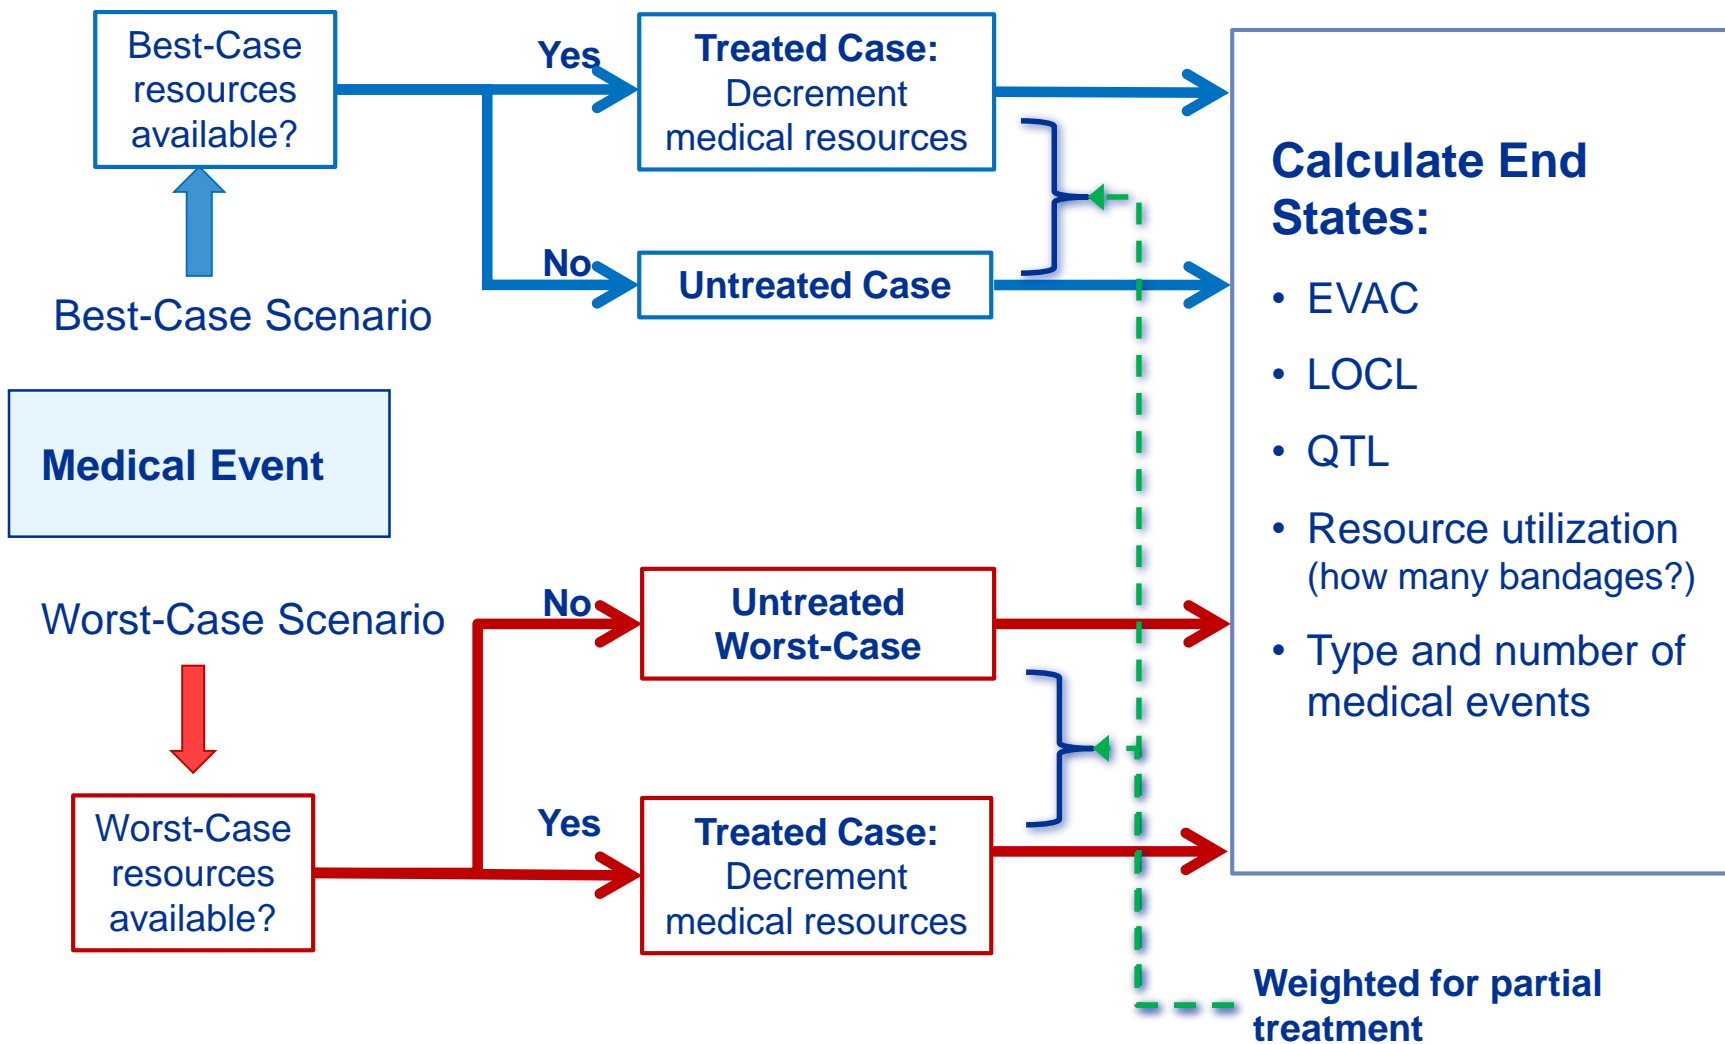 Best-Case
resources
available?
Yes
Treated Case:
Decrement
medical resources
No
Untreated Case
Best-Case Scenario
Medical Event
Worst-Case Scenario
No
Untreated
Worst-Case
Worst-Case
resources
available?
Yes
Treated Case:
Decrement
medical resources
Calculate End
States:
• EVAC
• LOCL
• QTL
• Resource utilization
(how many bandages?)
• Type and number of
medical events
Weighted for partial
treatment